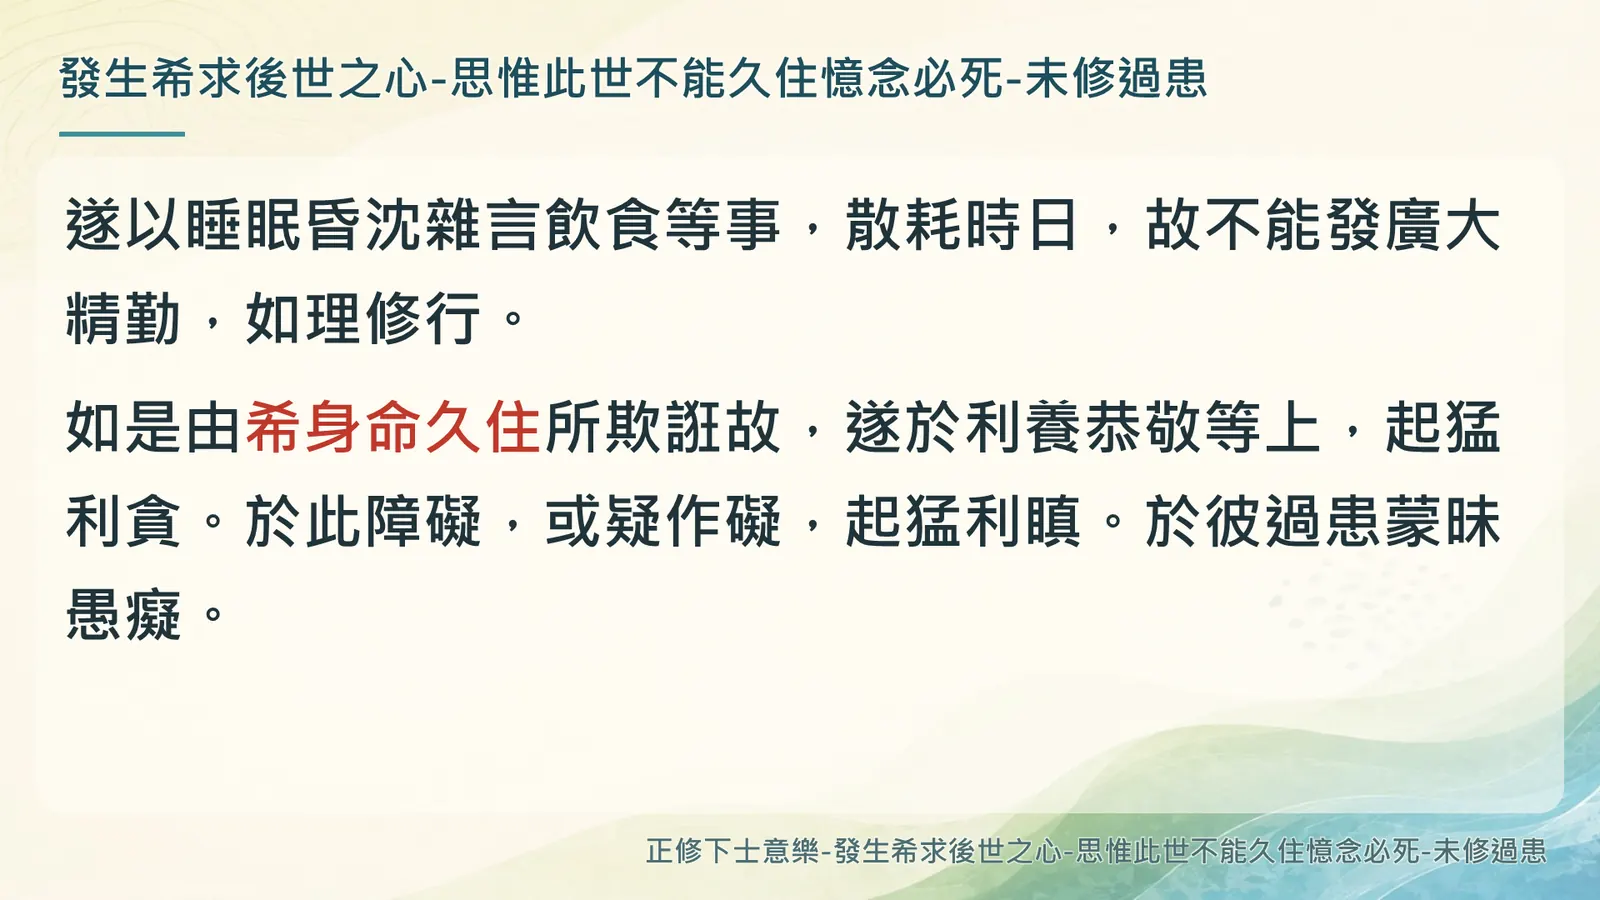 發生希求後世之心-思惟此世不能久住憶念必死-未修過患
遂以睡眠昏沈雜言飲食等事，散耗時日，故不能發廣大
精勤，如理修行。
如是由希身命久住所欺誑故，遂於利養恭敬等上，起猛
利貪。於此障礙，或疑作礙，起猛利瞋。於彼過患蒙昧
愚癡。
正修下士意樂-發生希求後世之心-思惟此世不能久住憶念必死-未修過患